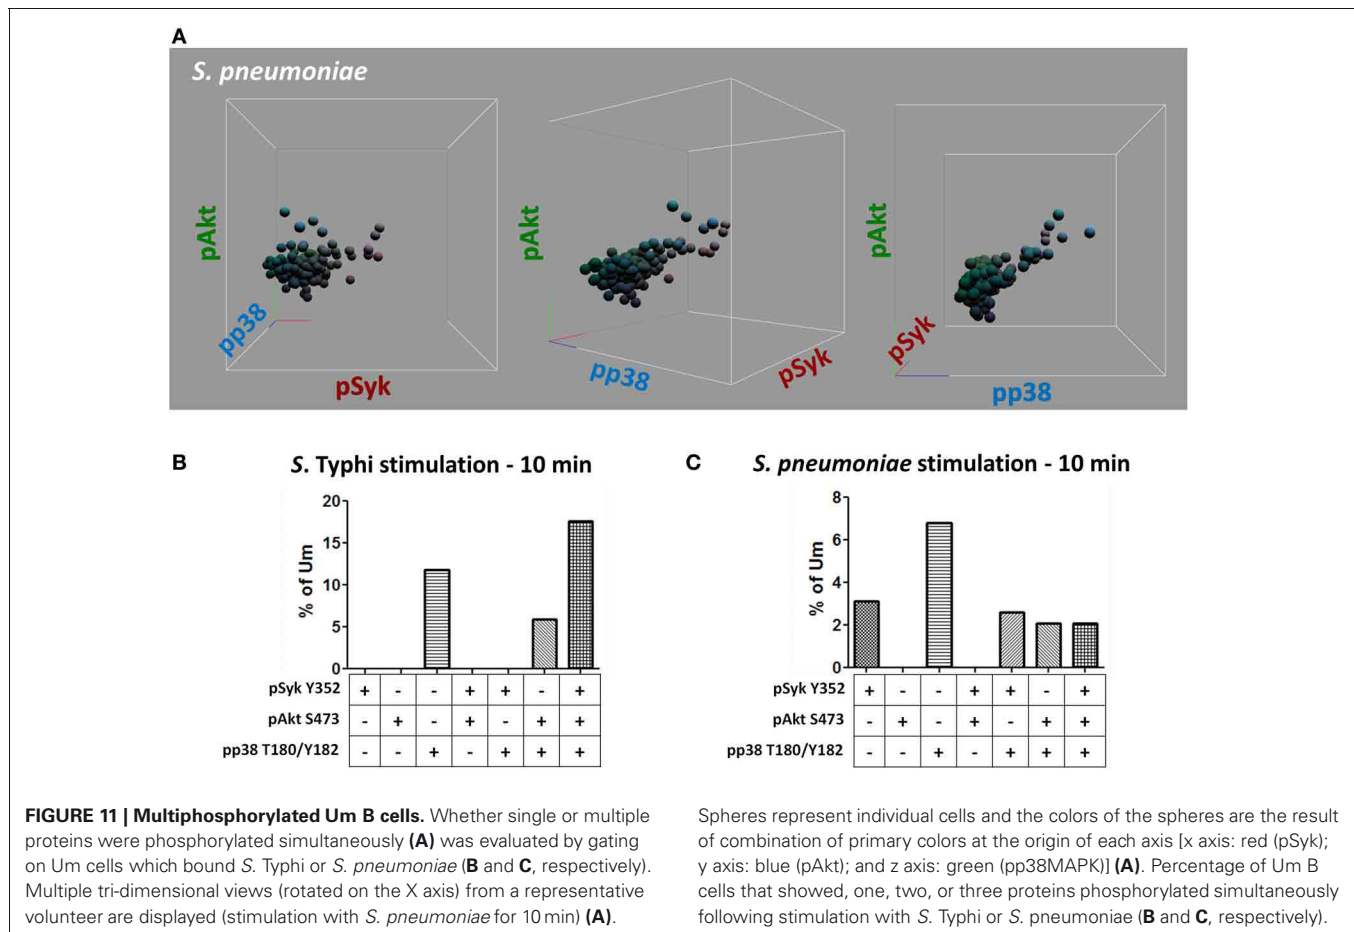 A
S. pneumoniae
pAkt
pp38
pSyk
pAkt
pp38
pSyk
pAkt
pSyk
pp38
B
S. Typhi stimulation - 10 min
% of Um
20
15
10
5
0
pSyk Y352 + - - + + - +
pAkt S473 - + - + - + +
pp38 T180/Y182 - - + - + + +
C
S. pneumoniae stimulation - 10 min
% of Um
8
6
4
2
0
pSyk Y352 + - - + + - +
pAkt S473 - + - + - + +
pp38 T180/Y182 - - + - + + +
FIGURE 11 | Multiphosphorylated Um B cells. Whether single or multiple
proteins were phosphorylated simultaneously (A) was evaluated by gating
on Um cells which bound S. Typhi or S. pneumoniae (B and C, respectively).
Multiple tri-dimensional views (rotated on the X axis) from a representative
volunteer are displayed (stimulation with S. pneumoniae for 10 min) (A).
Spheres represent individual cells and the colors of the spheres are the result
of combination of primary colors at the origin of each axis [x axis: red (pSyk);
y axis: blue (pAkt); and z axis: green (pp38MAPK)] (A). Percentage of Um B
cells that showed, one, two, or three proteins phosphorylated simultaneously
following stimulation with S. Typhi or S. pneumoniae (B and C, respectively).